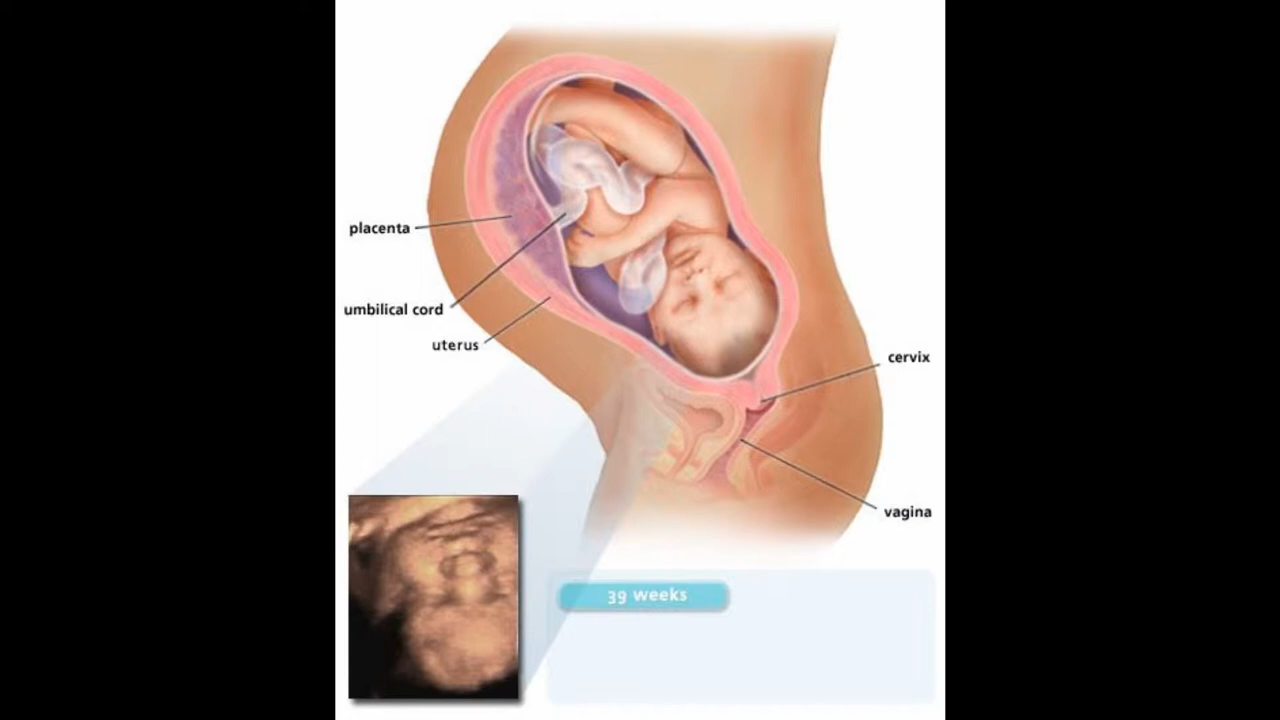 placenta
umbilical cord
uterus
cervix
vagina
39 weeks